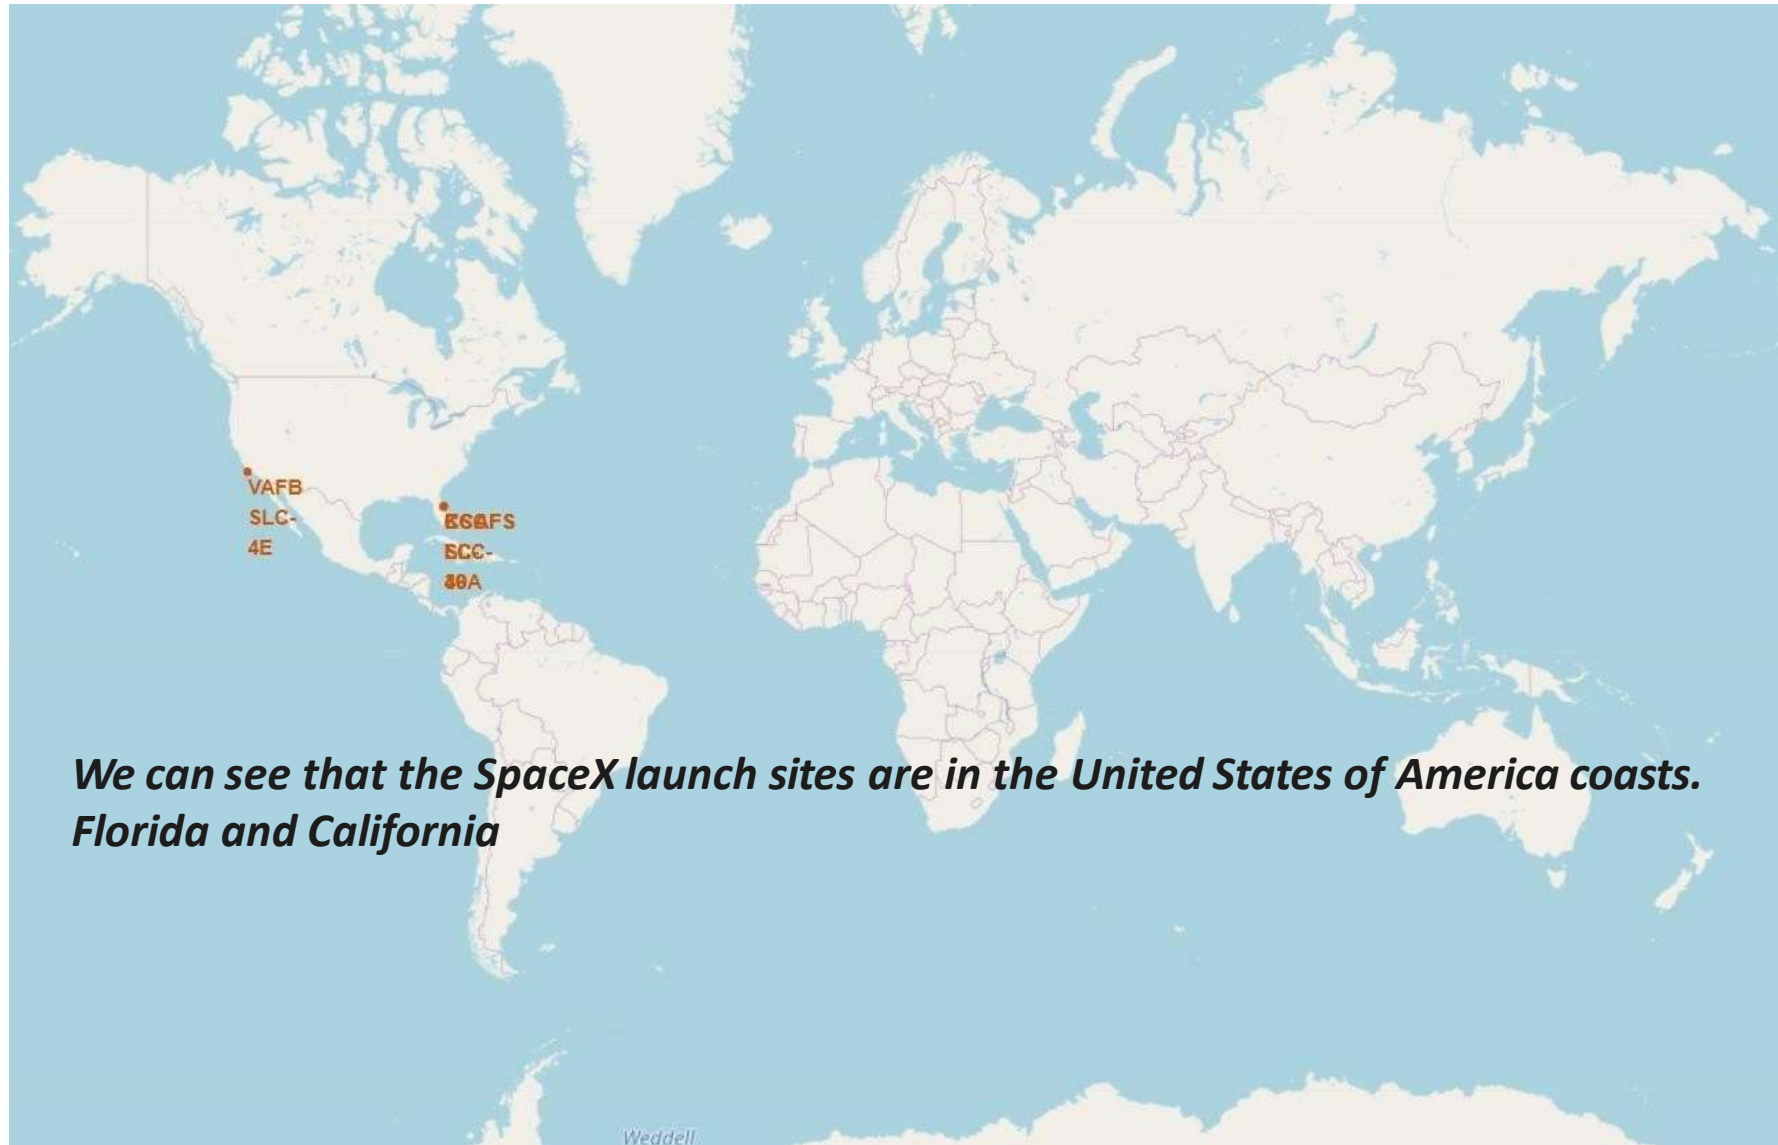 VAFB
SLC-
4E
We can see that the SpaceX launch sites are in the United States of America coasts.
Florida and California
Weddell